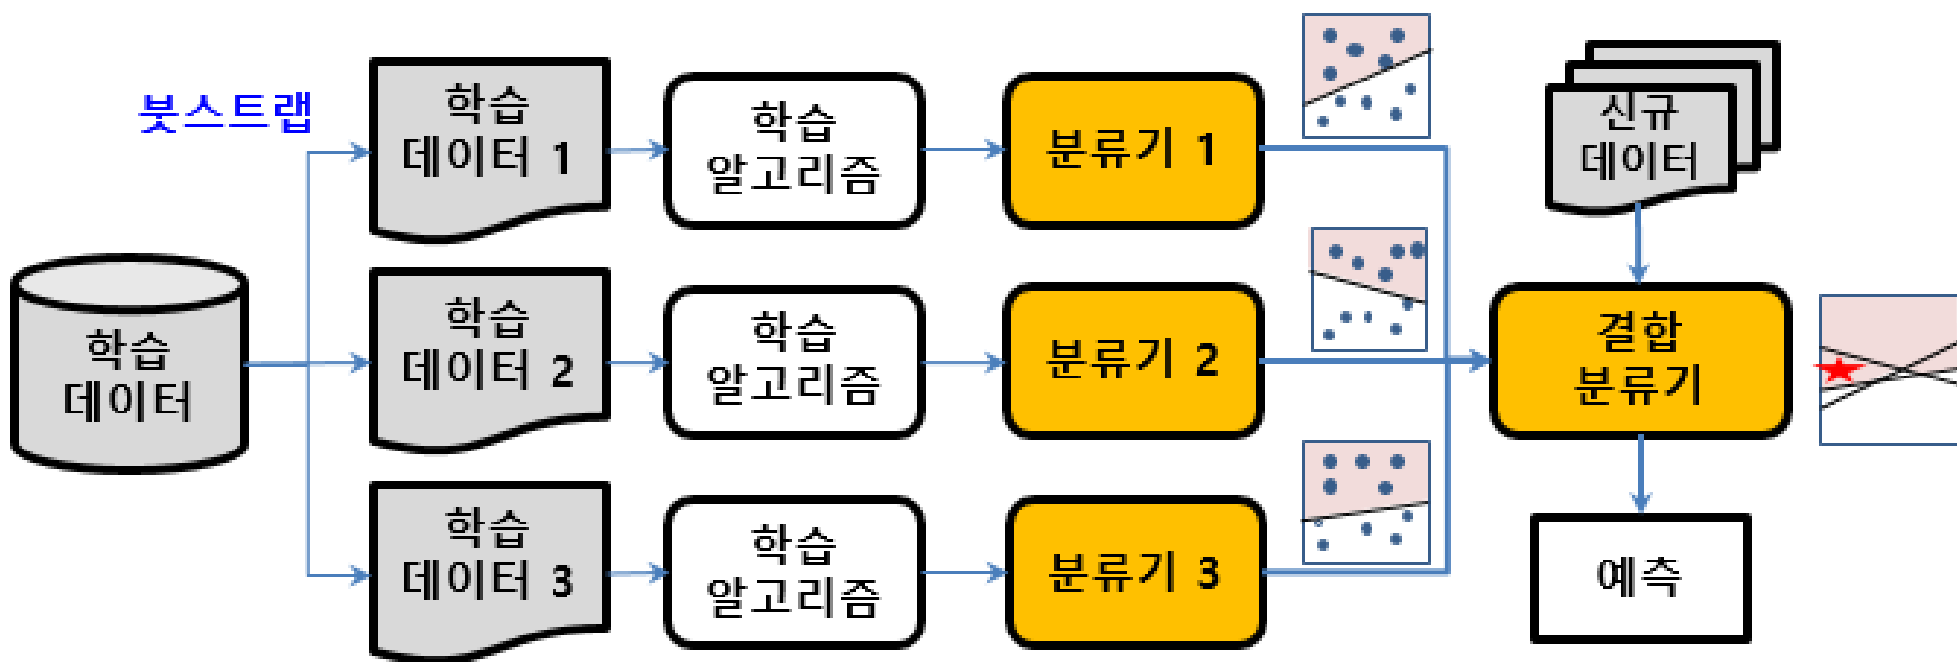 붓스트랩
학습
데이터
학습
데이터 1
학습
알고리즘
분류기 1
학습
데이터 2
학습
알고리즘
분류기 2
학습
데이터 3
학습
알고리즘
분류기 3
신규
데이터
결합
분류기
예측